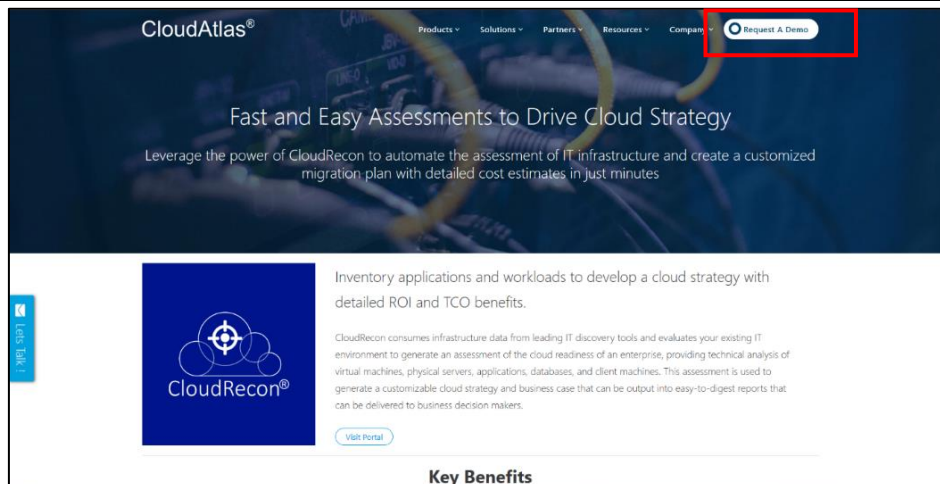 CloudAtlas®
Products
Solutions
Partners
Resources
Company
Request A Demo
Fast and Easy Assessments to Drive Cloud Strategy
Leverage the power of CloudRecon to automate the assessment of IT infrastructure and create a customized
migration plan with detailed cost estimates in just minutes
Lets Talk !
CloudRecon®
Inventory applications and workloads to develop a cloud strategy with
detailed ROI and TCO benefits.
CloudRecon consumes infrastructure data from leading IT discovery tools and evaluates your existing IT
environment to generate an assessment of the cloud readiness of an enterprise, providing technical analysis of
virtual machines, physical servers, applications, databases, and client machines. This assessment is used to
generate a customizable cloud strategy and business case that can be output into easy-to-digest reports that
can be delivered to business decision makers.
Visit Portal
Key Benefits